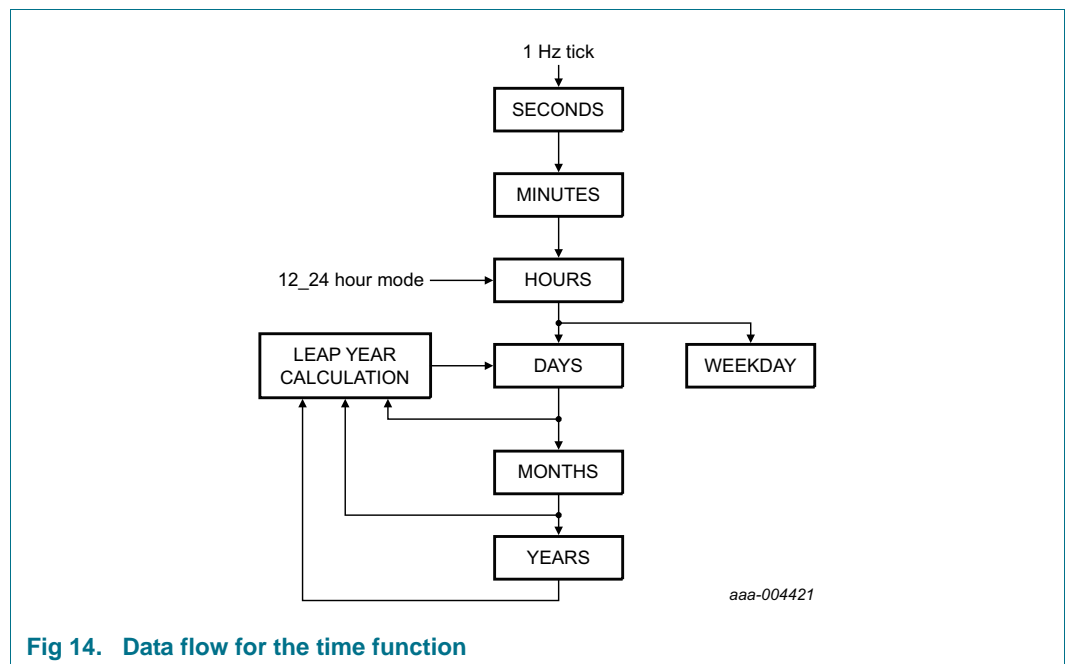 1 Hz tick
SECONDS
MINUTES
12_24 hour mode
HOURS
LEAP YEAR
CALCULATION
DAYS
WEEKDAY
MONTHS
YEARS
aaa-004421
Fig 14. Data flow for the time function